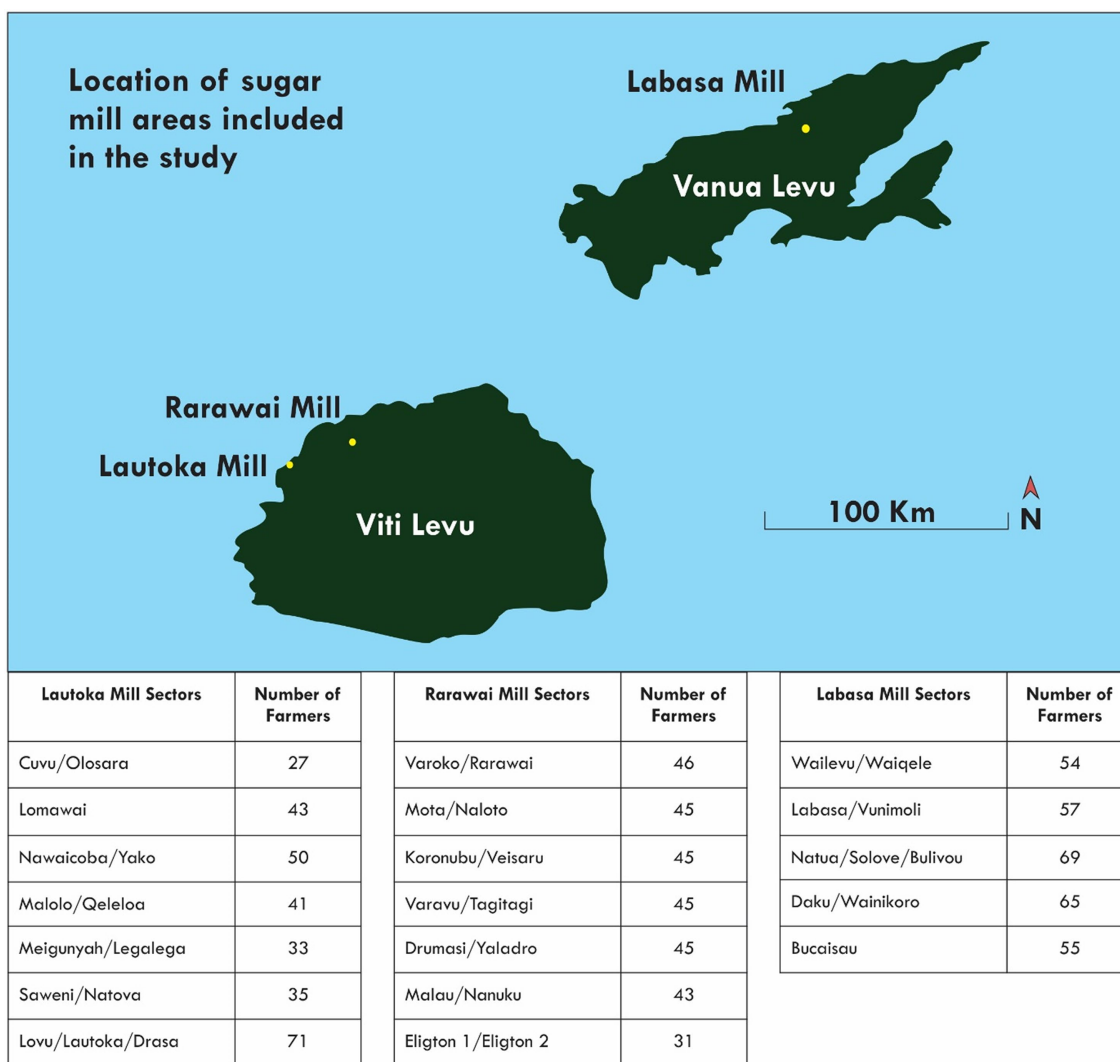 Location of sugar
mill areas included
in the study
Labasa Mill
Vanua Levu
Rarawai Mill
Lautoka Mill
Viti Levu
100 Km
N
Lautoka Mill Sectors Number of
Farmers
Cuvu/Olosara 27
Lomawai 43
Nawaicoba/Yako 50
Malolo/Qeleloa 41
Meigunyah/Legalega 33
Saweni/Natova 35
Lovu/Lautoka/Drasa 71
Rarawai Mill Sectors Number of
Farmers
Varoko/Rarawai 46
Mota/Naloto 45
Koronubu/Veisaru 45
Varavu/Tagitagi 45
Drumasi/Yaladro 45
Malau/Nanuku 43
Eligton 1/Eligton 2 31
Labasa Mill Sectors Number of
Farmers
Wailevu/Waiqele 54
Labasa/Vunimoli 57
Natua/Solove/Bulivou 69
Daku/Wainikoro 65
Bucaisau 55